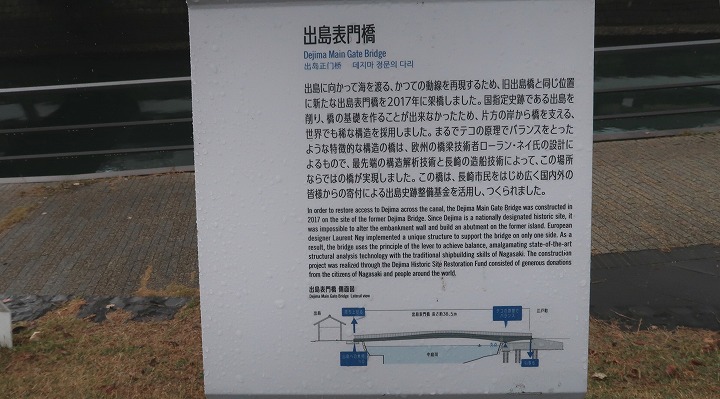 出島表門橋
Dejima Main Gate Bridge
出岛正门桥 데지마 정문의 다리
出島に向かって海を渡る、かつての動線を再現するため、旧出島橋と同じ位置
に新たな出島表門橋を2017年に架橋しました。国指定史跡である出島を
削り、橋の基礎を作ることが出来なかったため、片方の岸から橋を支える、
世界でも稀な構造を採用しました。まるでテコの原理でバランスをとった
ような特徴的な構造の橋は、欧州の橋梁技術者ローラン・ネイ氏の設計に
よるもので、最先端の構造解析技術と長崎の造船技術によって、この場所
ならではの橋が実現しました。この橋は、長崎市民をはじめ広く国内外の
皆様からの寄付による出島史跡整備基金を活用し、つくられました。
In order to restore access to Dejima across the canal, the Dejima Main Gate Bridge was constructed in
2017 on the site of the former Dejima Bridge. Since Dejima is a nationally designated historic site, it
was impossible to alter the embankment wall and build an abutment on the former island. European
designer Laurent Ney implemented a unique structure to support the bridge on only one side. As a
result, the bridge uses the principle of the lever to achieve balance, amalgamating state-of-the-art
structural analysis technology with the traditional shipbuilding skills of Nagasaki. The construction
project was realized through the Dejima Historic Site Restoration Fund consisted of generous donations
from the citizens of Nagasaki and people around the world.
出島表門橋 側面図
Dejima Main Gate Bridge Lateral view
出島
出島表門橋 長さ約38.5m
江戸町
中島川